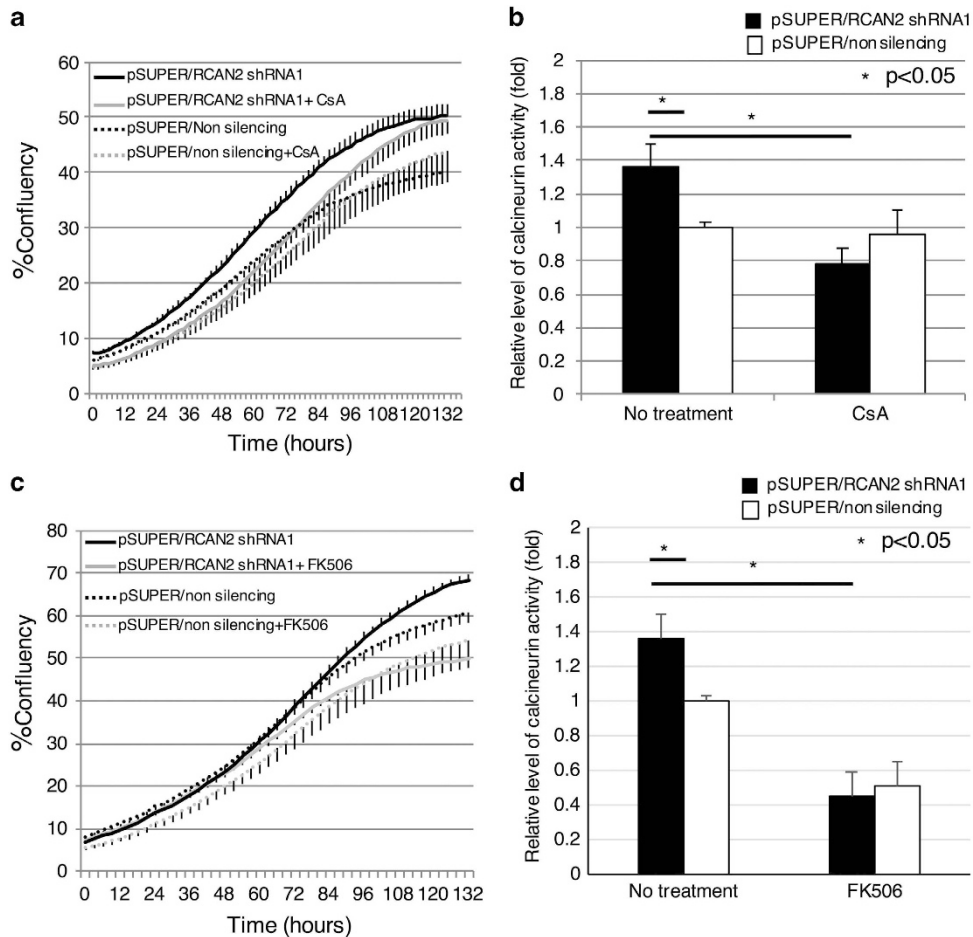 a
60
50
40
30
20
10
0
%Confluency
pSUPER/RCAN2 shRNA1
pSUPER/RCAN2 shRNA1+ CsA
pSUPER/Non silencing
pSUPER/non silencing+CsA
0 12 24 36 48 60 72 84 96 108 120 132
Time (hours)
b
pSUPER/RCAN2 shRNA1
pSUPER/non silencing
* p<0.05
Relative level of calcineurin activity (fold)
2
1.8
1.6
1.4
1.2
1
0.8
0.6
0.4
0.2
0
*
*
No treatment CsA
c
80
70
60
50
40
30
20
10
0
%Confluency
pSUPER/RCAN2 shRNA1
pSUPER/RCAN2 shRNA1+ FK506
pSUPER/non silencing
pSUPER/non silencing+FK506
0 12 24 36 48 60 72 84 96 108 120 132
Time (hours)
d
pSUPER/RCAN2 shRNA1
pSUPER/non silencing
* p<0.05
Relative level of calcineurin activity (fold)
2
1.8
1.6
1.4
1.2
1
0.8
0.6
0.4
0.2
0
*
*
No treatment FK506